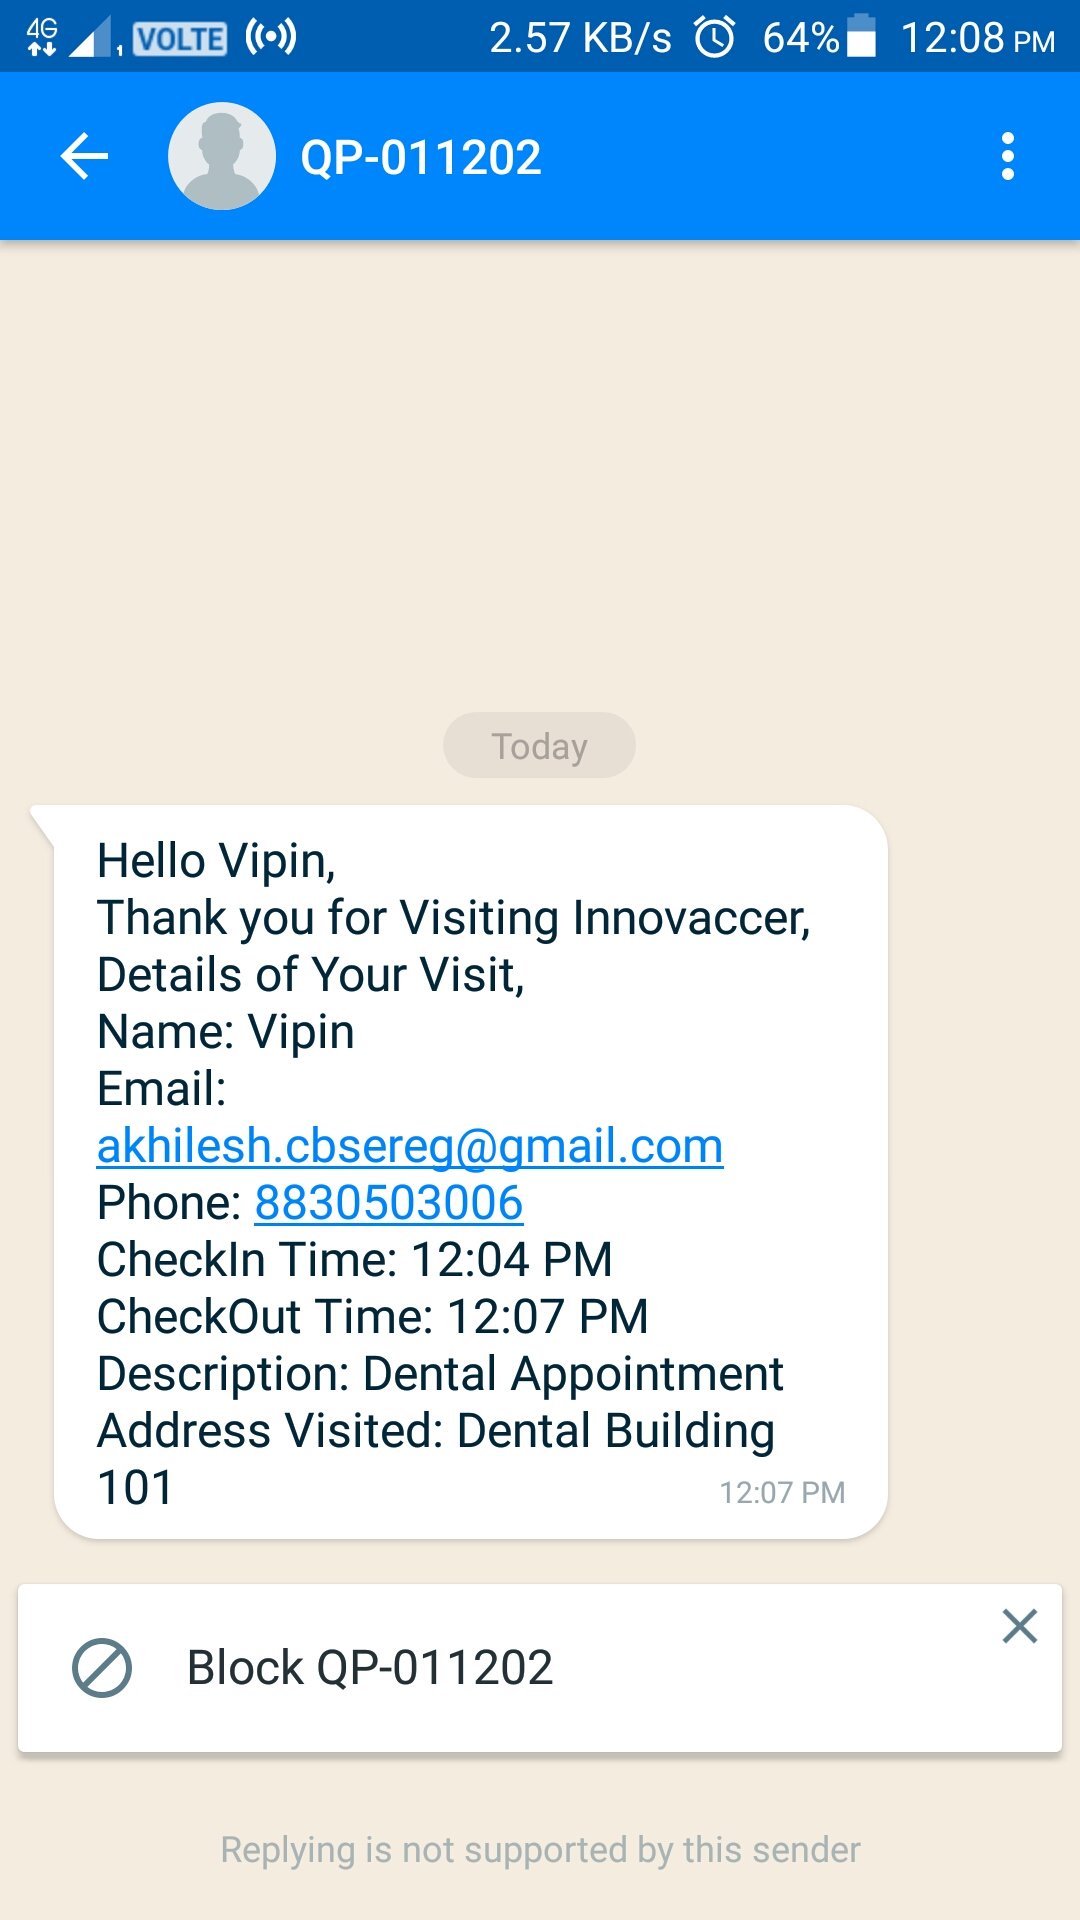 4G 1 VOLTE 2.57 KB/s 64% 12:08 PM
QP-011202
Today
Hello Vipin,
Thank you for Visiting Innovaccer,
Details of Your Visit,
Name: Vipin
Email:
akhilesh.cbsereg@gmail.com
Phone: 8830503006
CheckIn Time: 12:04 PM
CheckOut Time: 12:07 PM
Description: Dental Appointment
Address Visited: Dental Building
101 12:07 PM
Block QP-011202
Replying is not supported by this sender